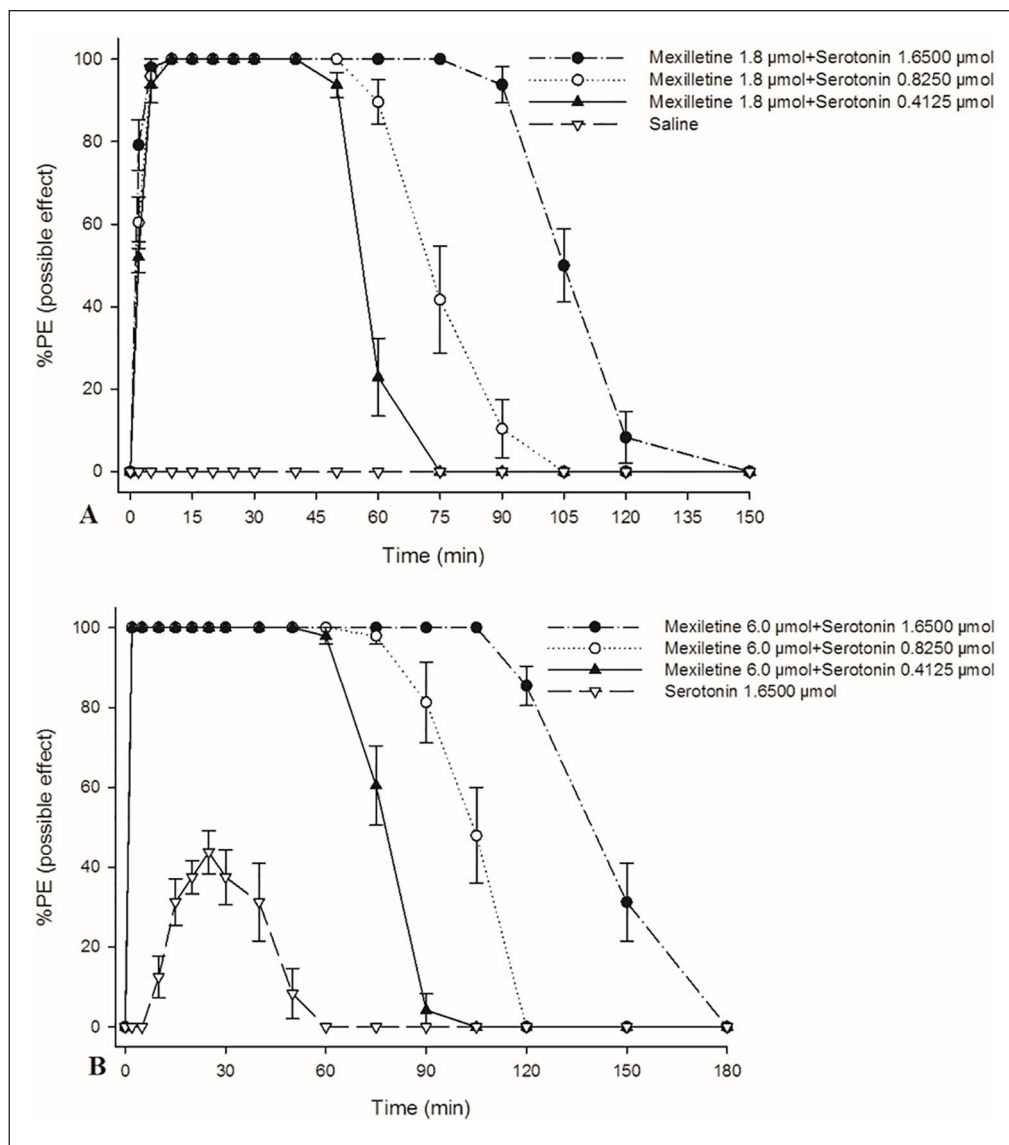 Mexilletine 1.8 µmol+Serotonin 1.6500 µmol
Mexilletine 1.8 µmol+Serotonin 0.8250 µmol
Mexilletine 1.8 µmol+Serotonin 0.4125 µmol
Saline
%PE (possible effect)
100
80
60
40
20
0
0 15 30 45 60 75 90 105 120 135 150
A
Time (min)
Mexiletine 6.0 µmol+Serotonin 1.6500 µmol
Mexiletine 6.0 µmol+Serotonin 0.8250 µmol
Mexiletine 6.0 µmol+Serotonin 0.4125 µmol
Serotonin 1.6500 µmol
%PE (possible effect)
100
80
60
40
20
0
0 30 60 90 120 150 180
B
Time (min)